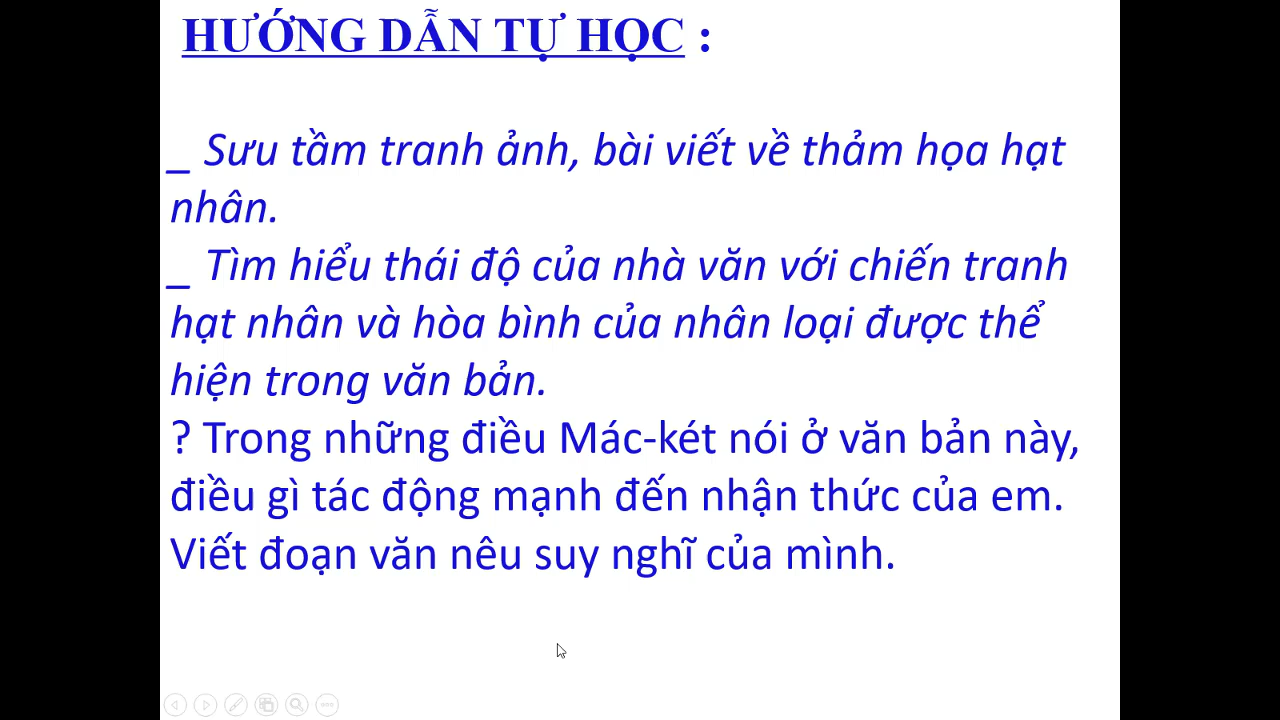 HƯỚNG DẪN TỰ HỌC :
_ Sưu tầm tranh ảnh, bài viết về thảm họa hạt
nhân.
_ Tìm hiểu thái độ của nhà văn với chiến tranh
hạt nhân và hòa bình của nhân loại được thể
hiện trong văn bản.
? Trong những điều Mác-két nói ở văn bản này,
điều gì tác động mạnh đến nhận thức của em.
Viết đoạn văn nêu suy nghĩ của mình.